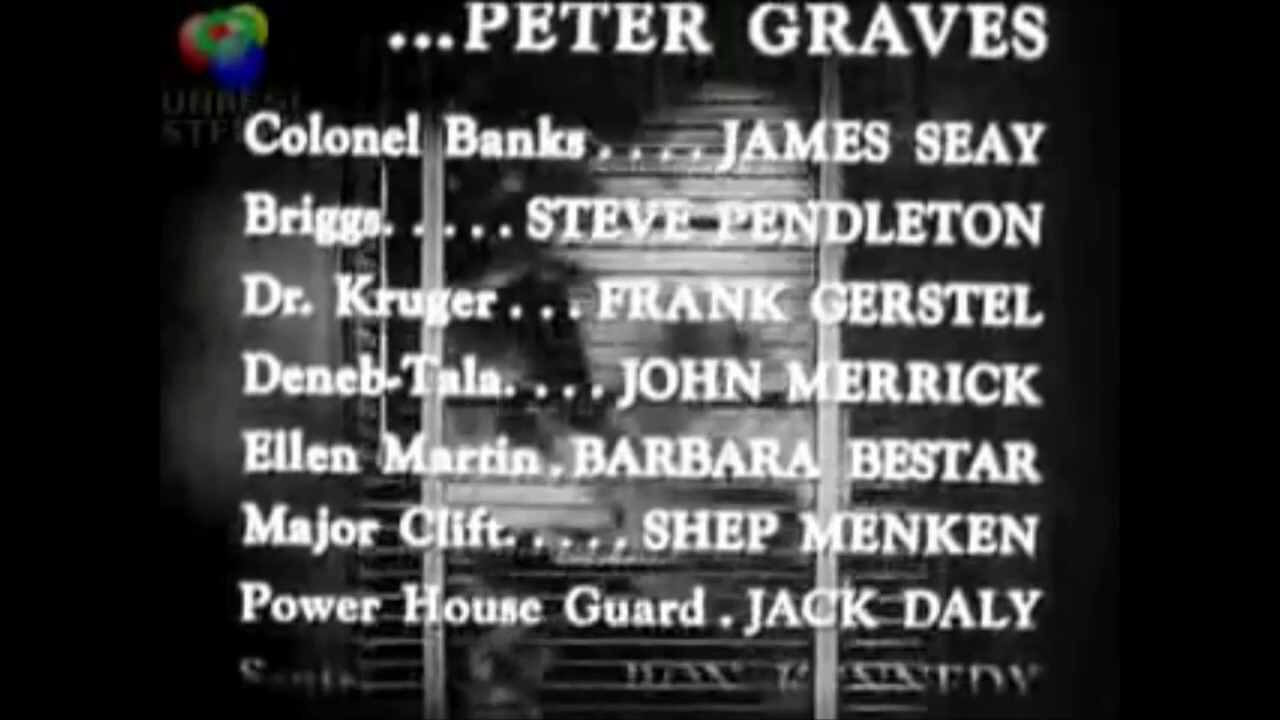 ...PETER GRAVES
Colonel Banks....JAMES SEAY
Briggs.....STEVE PENDLETON
Dr. Kruger...FRANK GERSTEL
Deneb-Tala....JOHN MERRICK
Ellen Martin.BARBARA BESTAR
Major Clift.....SHEP MENKEN
Power House Guard.JACK DALY
KENNEDY